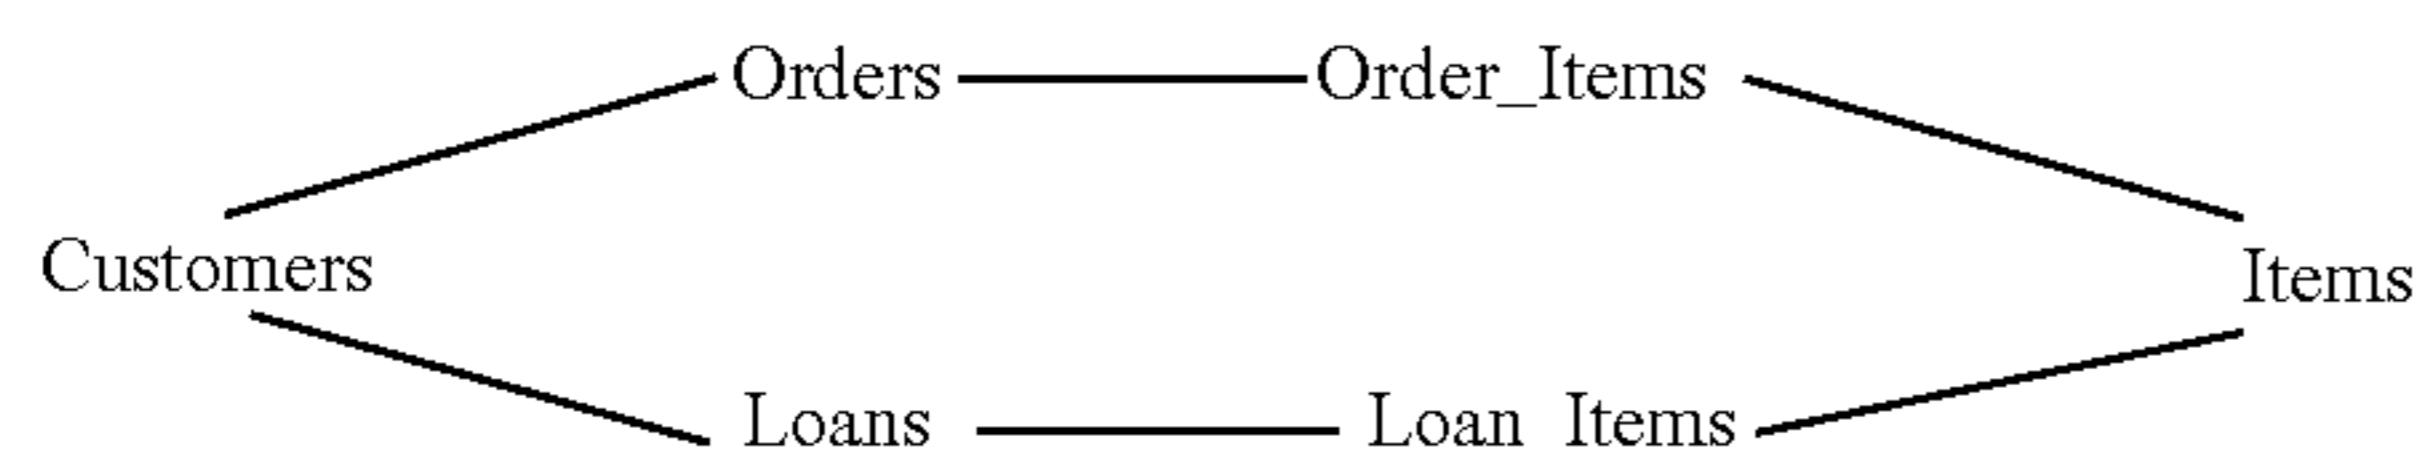 Orders
Order_Items
Customers
Items
Loans
Loan Items